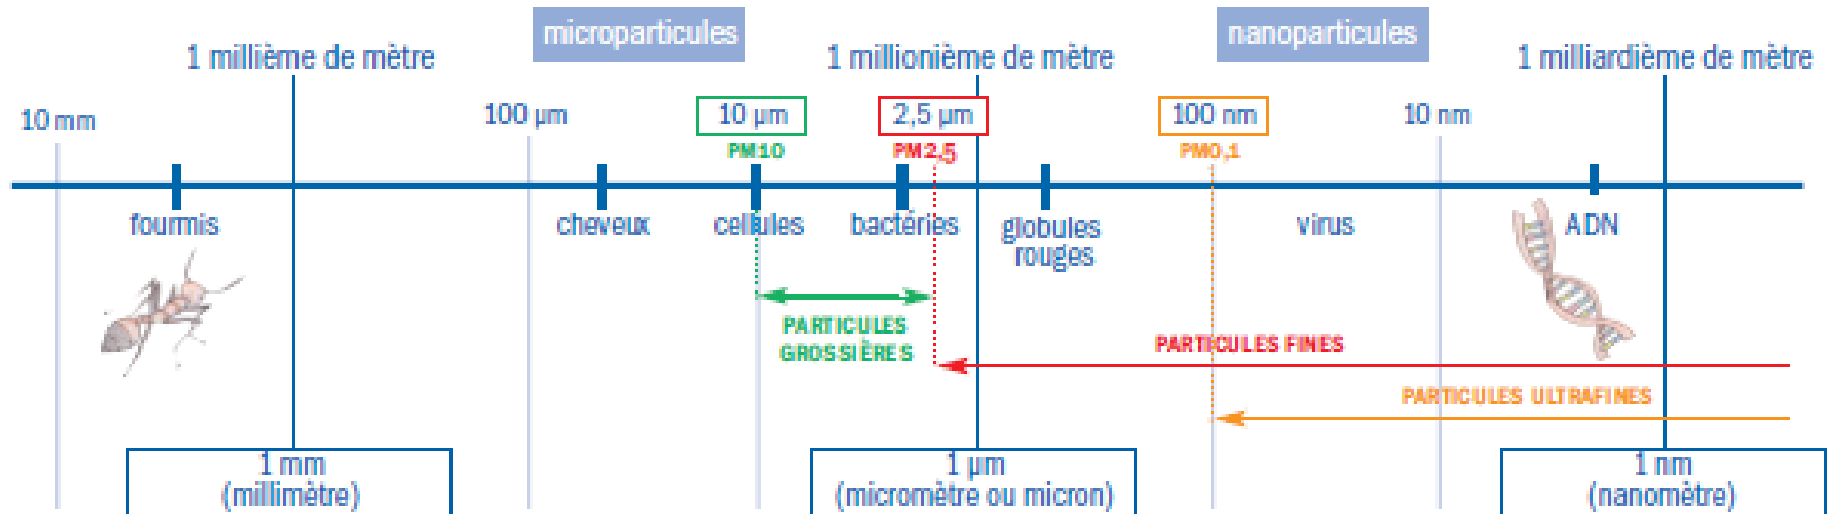 microparticules
nanoparticules
1 millième de mètre
1 millionième de mètre
1 milliardième de mètre
10 mm
100 µm
10 µm
2,5 µm
100 nm
10 nm
PM10
PM2,5
PM0,1
fourmis
cheveux
cellules
bactéries
globules
rouges
virus
ADN
PARTICULES
GROSSIÈRES
PARTICULES FINES
PARTICULES ULTRAFINES
1 mm
(millimètre)
1 µm
(micromètre ou micron)
1 nm
(nanomètre)